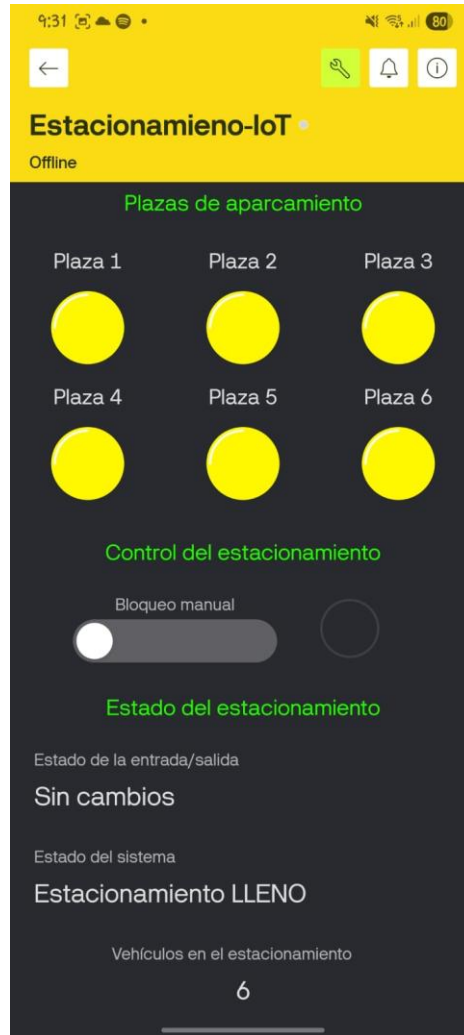 9:31
80
Estacionamieno-IoT
Offline
Plazas de aparcamiento
Plaza 1 Plaza 2 Plaza 3
Plaza 4 Plaza 5 Plaza 6
Control del estacionamiento
Bloqueo manual
Estado del estacionamiento
Estado de la entrada/salida
Sin cambios
Estado del sistema
Estacionamiento LLENO
Vehículos en el estacionamiento
6